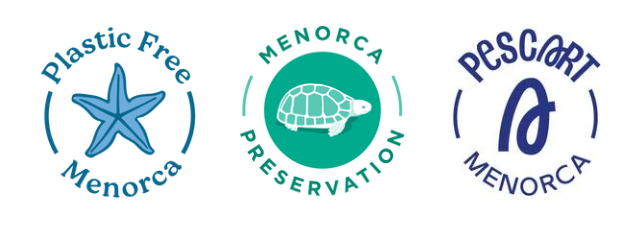 Plastic Free
Menorca
MENORCA
PRESERVATION
PESCART
MENORCA